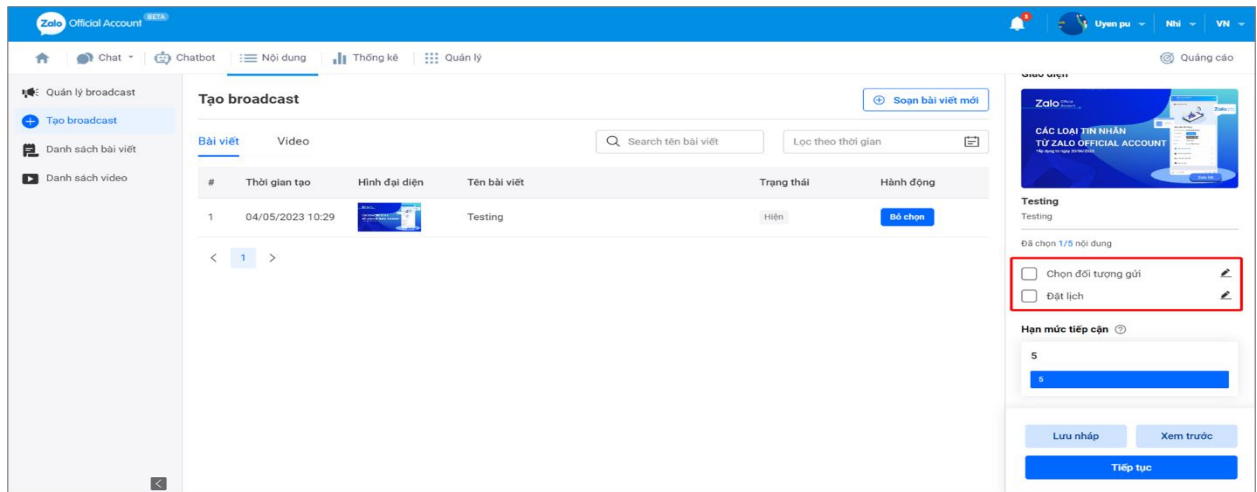 Zalo Official Account BETA
3 Uyen pu Nhi VN
Chat Chatbot Nội dung Thống kê Quản lý Quảng cáo
Quản lý broadcast
Tạo broadcast
Danh sách bài viết
Danh sách video
Tạo broadcast
Soạn bài viết mới
Bài viết Video
Search tên bài viết
Lọc theo thời gian
# Thời gian tạo Hình đại diện Tên bài viết Trạng thái Hành động
1 04/05/2023 10:29 Testing Hiện Bỏ chọn
< 1 >
Giao diện
Zalo Official Account
CÁC LOẠI TIN NHẮN
TỪ ZALO OFFICIAL ACCOUNT
Testing
Testing
Đã chọn 1/5 nội dung
Chọn đối tượng gửi
Đặt lịch
Hạn mức tiếp cận ?
5
5
Lưu nháp Xem trước
Tiếp tục